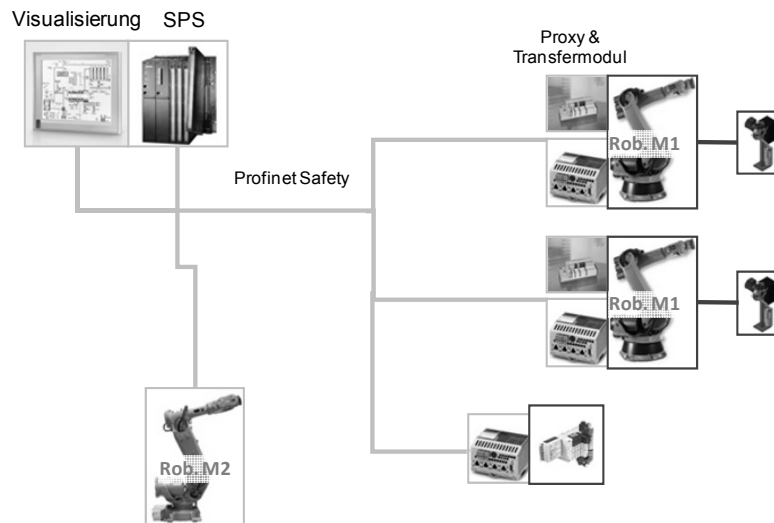 Visualisierung SPS
Proxy &
Transfermodul
Rob. M1
Profinet Safety
Rob. M1
Rob. M2